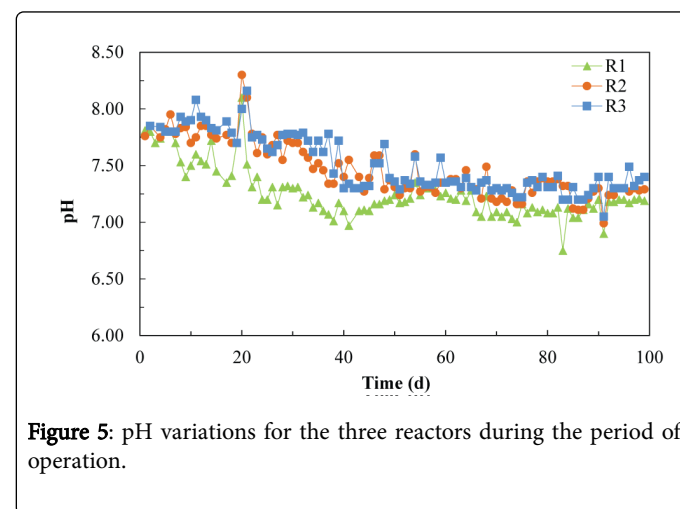 8.50
8.00
7.50
7.00
6.50
6.00
pH
R1
R2
R3
0 20 40 60 80 100
Time (d)
Figure 5: pH variations for the three reactors during the period of
operation.